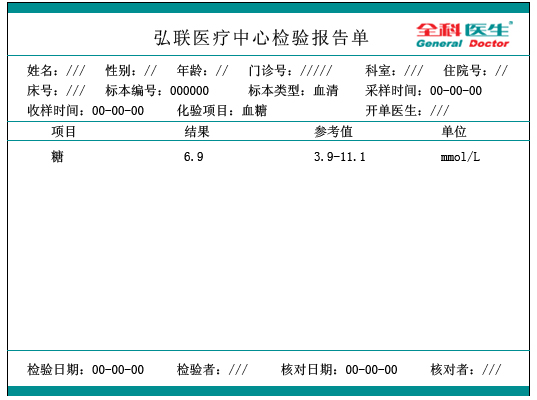 弘联医疗中心检验报告单
全科医生®
General Doctor
姓名：/// 性别：// 年龄：// 门诊号：///// 科室：/// 住院号：//
床号：/// 标本编号：000000 标本类型：血清 采样时间：00-00-00
收样时间：00-00-00 化验项目：血糖 开单医生：///
项目 结果 参考值 单位
糖 6.9 3.9-11.1 mmol/L
检验日期：00-00-00 检验者：/// 核对日期：00-00-00 核对者：///